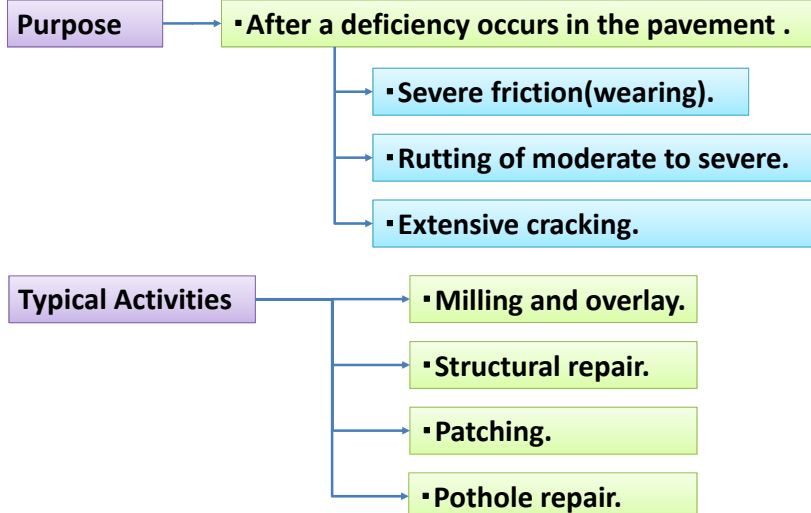 Purpose
▪After a deficiency occurs in the pavement .
▪Severe friction(wearing).
▪Rutting of moderate to severe.
▪Extensive cracking.
Typical Activities
▪Milling and overlay.
▪Structural repair.
▪Patching.
▪Pothole repair.